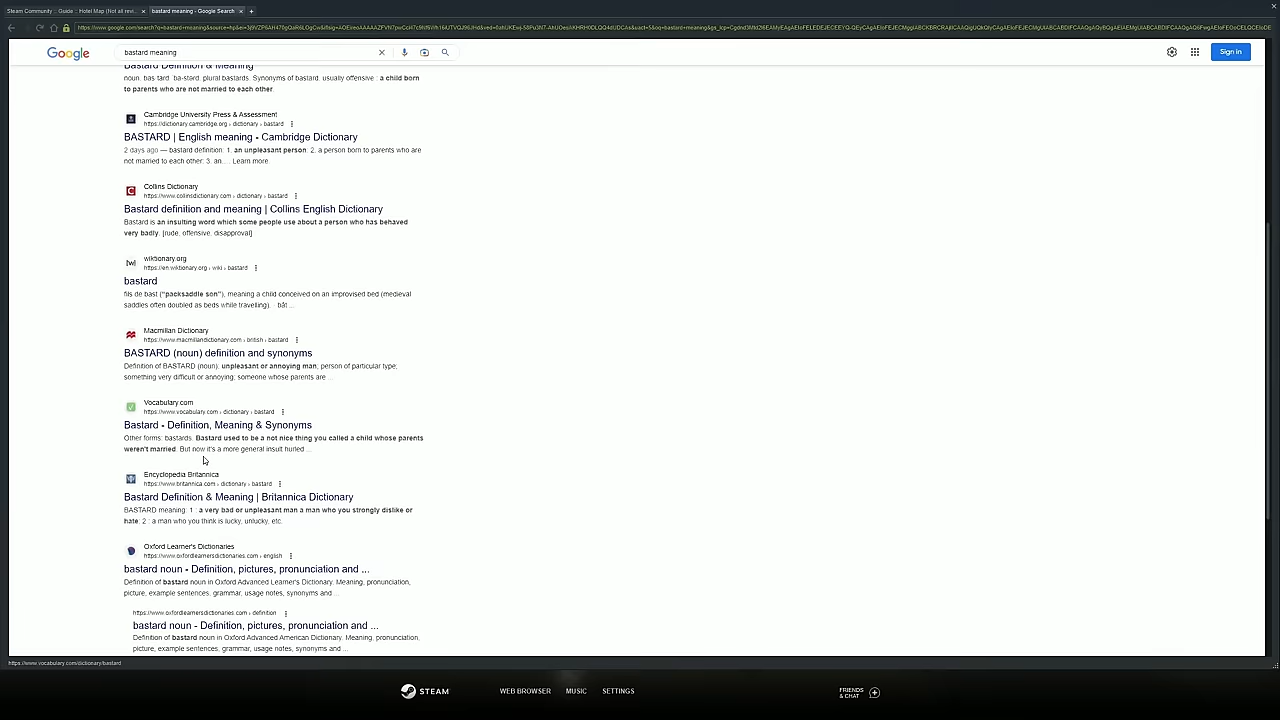 Steam Community :: Guide :: Hotel Map (Not all rev...
bastard meaning - Google Search
Google
bastard meaning
Sign in
Bastard Definition & Meaning
noun. bas·tard ˈba-stərd. plural bastards. Synonyms of bastard. usually offensive : a child born
to parents who are not married to each other.
Cambridge University Press & Assessment
https://dictionary.cambridge.org › dictionary › bastard
BASTARD | English meaning - Cambridge Dictionary
2 days ago — bastard definition: 1. an unpleasant person: 2. a person born to parents who are
not married to each other: 3. an.... Learn more.
Collins Dictionary
https://www.collinsdictionary.com › dictionary › bastard
Bastard definition and meaning | Collins English Dictionary
Bastard is an insulting word which some people use about a person who has behaved
very badly. [rude, offensive, disapproval]
wiktionary.org
https://en.wiktionary.org › wiki › bastard
bastard
fils de bast ("packsaddle son"), meaning a child conceived on an improvised bed (medieval
saddles often doubled as beds while travelling). · bât ...
Macmillan Dictionary
https://www.macmillandictionary.com › british › bastard
BASTARD (noun) definition and synonyms
Definition of BASTARD (noun): unpleasant or annoying man; person of particular type;
something very difficult or annoying; someone whose parents are ...
Vocabulary.com
https://www.vocabulary.com › dictionary › bastard
Bastard - Definition, Meaning & Synonyms
Other forms: bastards. Bastard used to be a not nice thing you called a child whose parents
weren't married. But now it's a more general insult hurled ...
Encyclopedia Britannica
https://www.britannica.com › dictionary › bastard
Bastard Definition & Meaning | Britannica Dictionary
BASTARD meaning: 1 : a very bad or unpleasant man a man who you strongly dislike or
hate; 2 : a man who you think is lucky, unlucky, etc.
Oxford Learner's Dictionaries
https://www.oxfordlearnersdictionaries.com › english
bastard noun - Definition, pictures, pronunciation and ...
Definition of bastard noun in Oxford Advanced Learner's Dictionary. Meaning, pronunciation,
picture, example sentences, grammar, usage notes, synonyms and ...
https://www.oxfordlearnersdictionaries.com › definition
bastard noun - Definition, pictures, pronunciation and ...
Definition of bastard noun in Oxford Advanced American Dictionary. Meaning, pronunciation,
picture, example sentences, grammar, usage notes, synonyms and ...
https://www.vocabulary.com/dictionary/bastard
STEAM
WEB BROWSER
MUSIC
SETTINGS
FRIENDS
& CHAT